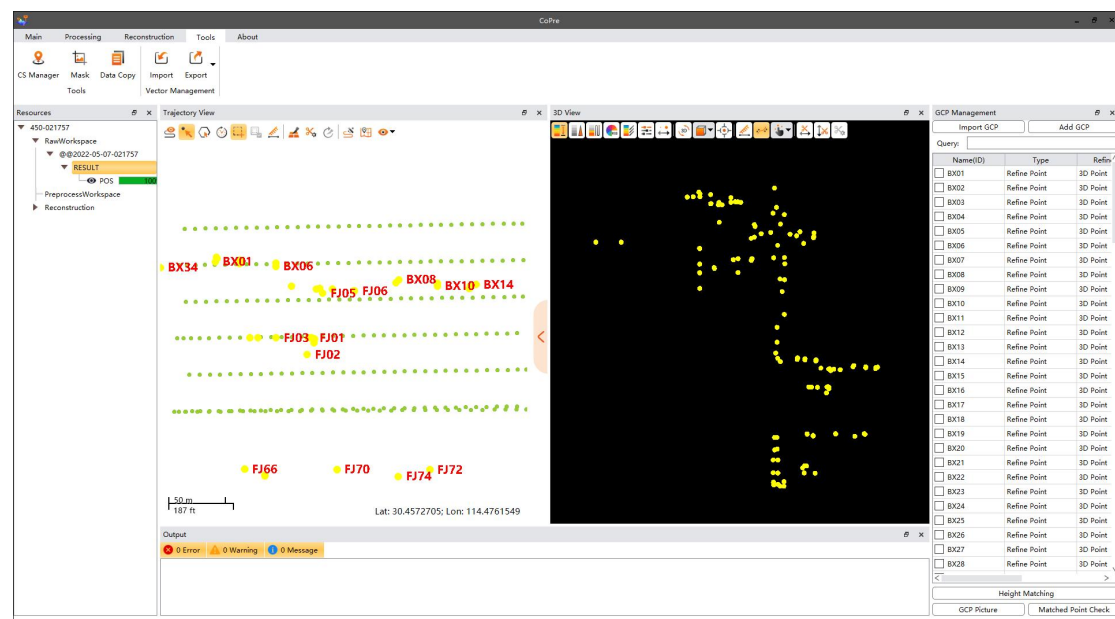 CoPre
Main Processing Reconstruction Tools About
CS Manager Mask Data Copy Import Export
Tools Vector Management
Resources
450-021757
RawWorkspace
@@2022-05-07-021757
RESULT
POS 100
PreprocessWorkspace
Reconstruction
Trajectory View
BX34 BX01 BX06 FJ05 FJ06 BX08 BX10 BX14
FJ03 FJ01
FJ02
FJ66 FJ70 FJ74 FJ72
50 m
187 ft
Lat: 30.4572705; Lon: 114.4761549
3D View
3D
Output
0 Error 0 Warning 0 Message
GCP Management
Import GCP Add GCP
Query:
Name(ID) Type Refin
BX01 Refine Point 3D Point
BX02 Refine Point 3D Point
BX03 Refine Point 3D Point
BX04 Refine Point 3D Point
BX05 Refine Point 3D Point
BX06 Refine Point 3D Point
BX07 Refine Point 3D Point
BX08 Refine Point 3D Point
BX09 Refine Point 3D Point
BX10 Refine Point 3D Point
BX11 Refine Point 3D Point
BX12 Refine Point 3D Point
BX13 Refine Point 3D Point
BX14 Refine Point 3D Point
BX15 Refine Point 3D Point
BX16 Refine Point 3D Point
BX17 Refine Point 3D Point
BX18 Refine Point 3D Point
BX19 Refine Point 3D Point
BX20 Refine Point 3D Point
BX21 Refine Point 3D Point
BX22 Refine Point 3D Point
BX23 Refine Point 3D Point
BX24 Refine Point 3D Point
BX25 Refine Point 3D Point
BX26 Refine Point 3D Point
BX27 Refine Point 3D Point
BX28 Refine Point 3D Point
Height Matching
GCP Picture Matched Point Check